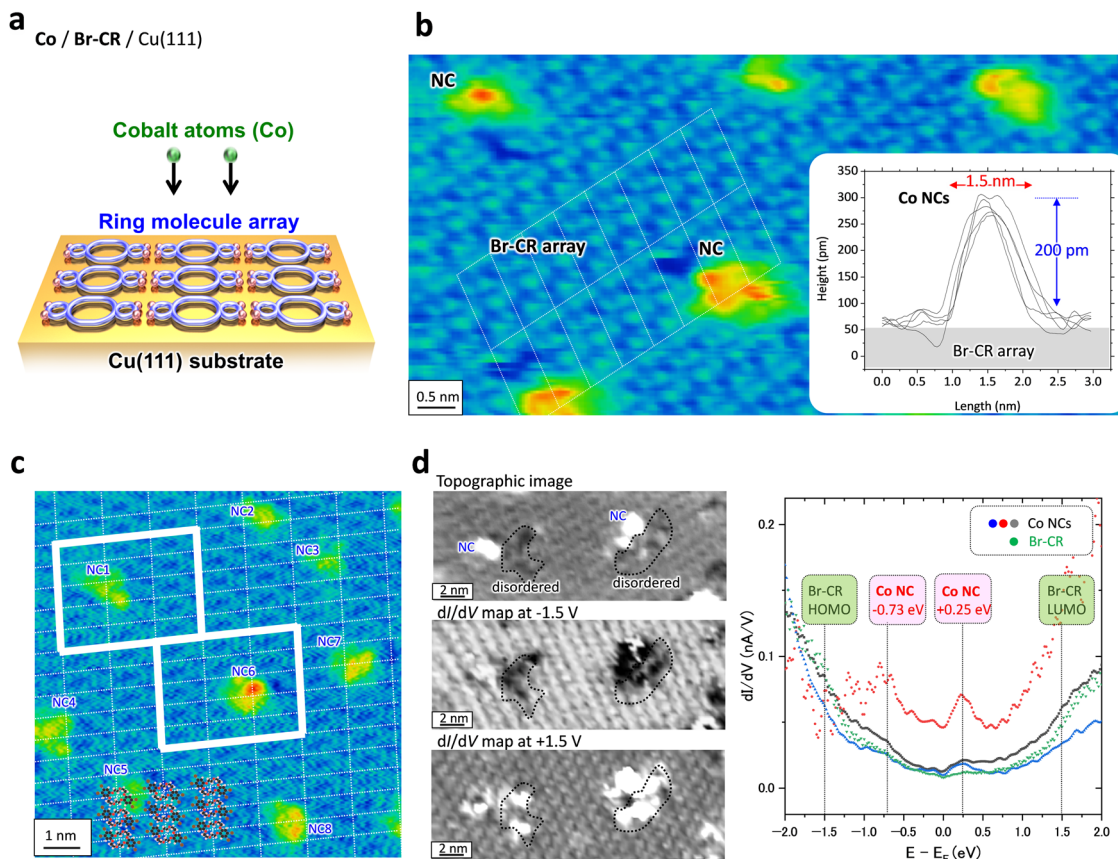 a
Co / Br-CR / Cu(111)
Cobalt atoms (Co)
Ring molecule array
Cu(111) substrate
b
NC
Br-CR array
NC
0.5 nm
Co NCs
1.5 nm
200 pm
Br-CR array
350
300
250
200
150
100
50
0
Height (pm)
0.0 0.5 1.0 1.5 2.0 2.5 3.0
Length (nm)
c
NC2
NC3
NC1
NC7
NC6
NC4
NC5
NC8
1 nm
d
Topographic image
NC
NC
disordered
disordered
2 nm
dI/dV map at -1.5 V
2 nm
dI/dV map at +1.5 V
2 nm
Co NCs
Br-CR
Br-CR
HOMO
Co NC
-0.73 eV
Co NC
+0.25 eV
Br-CR
LUMO
0.2
0.1
0.0
dI/dV (nA/V)
−2.0 −1.5 −1.0 −0.5 0.0 0.5 1.0 1.5 2.0
E − EF (eV)